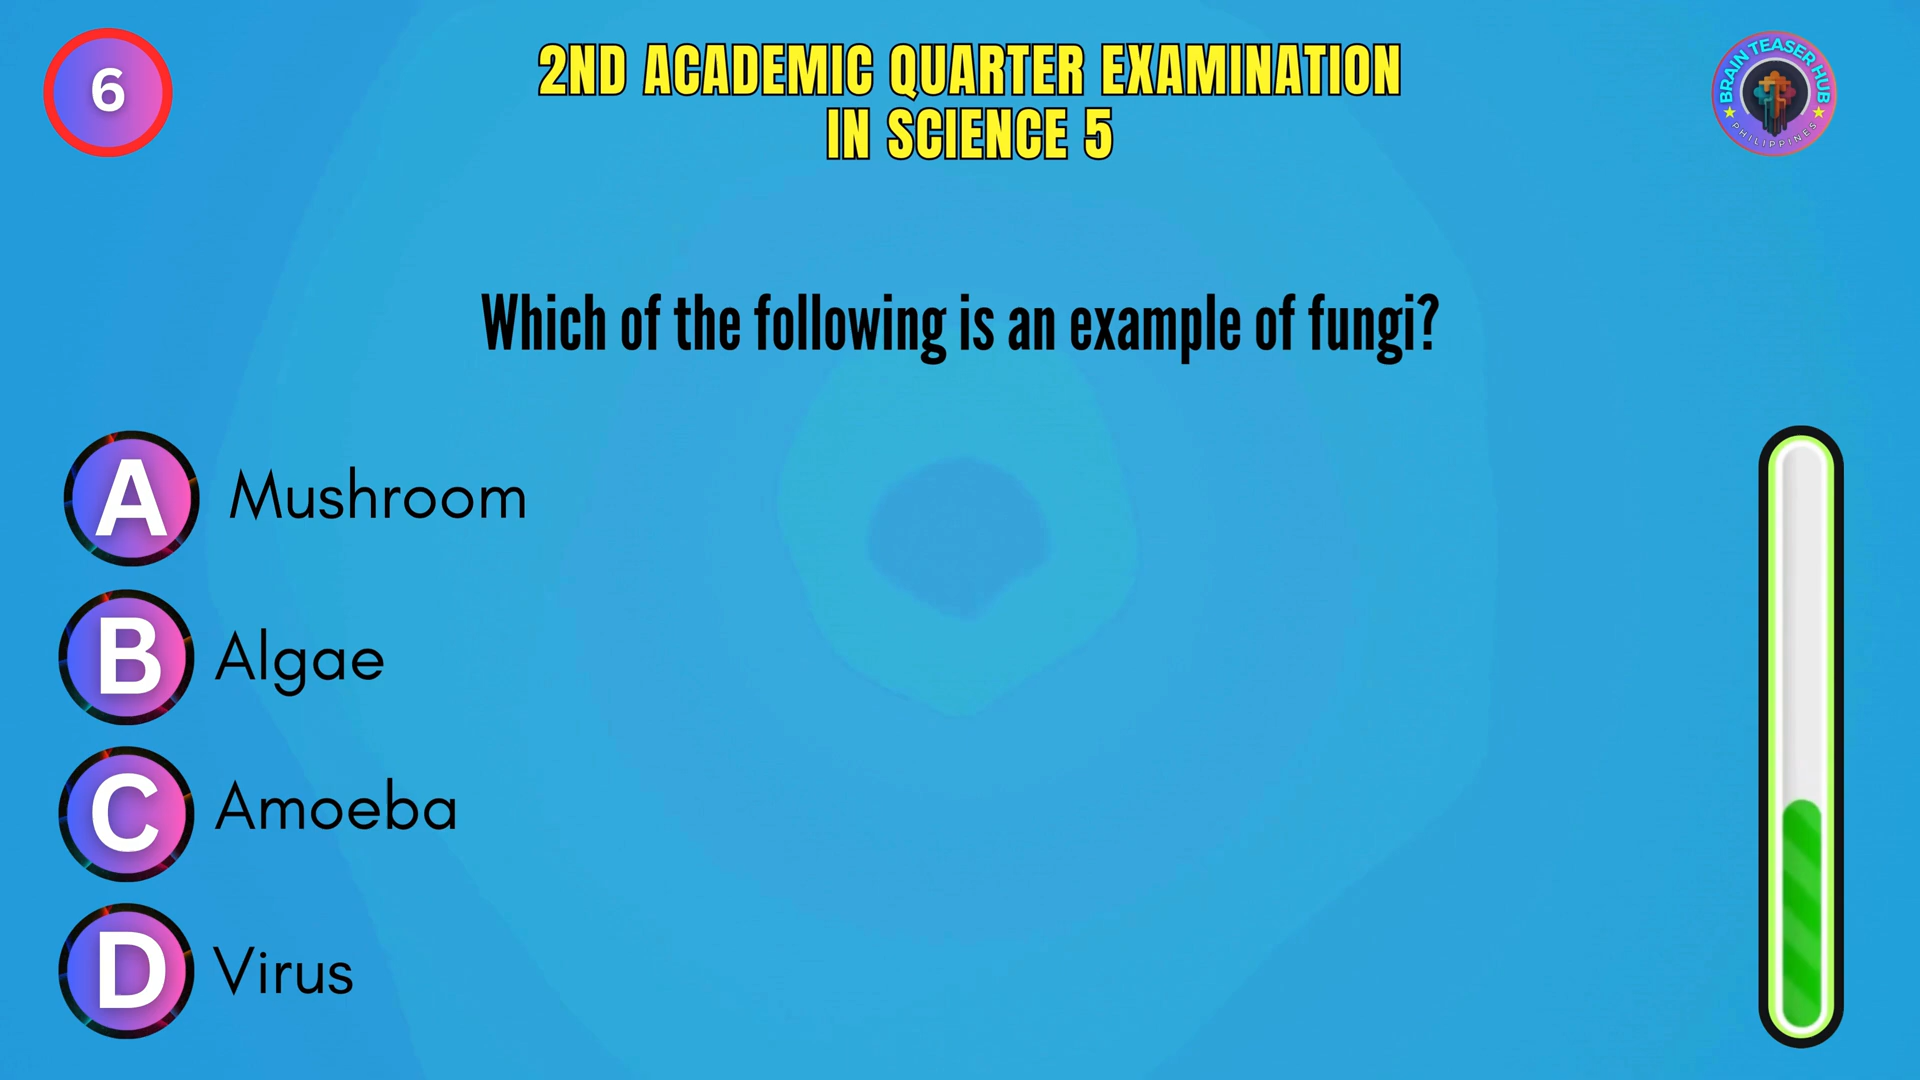 6
2ND ACADEMIC QUARTER EXAMINATION
IN SCIENCE 5
BRAIN TEASER HUB
PHILIPPINES
Which of the following is an example of fungi?
A Mushroom
B Algae
C Amoeba
D Virus